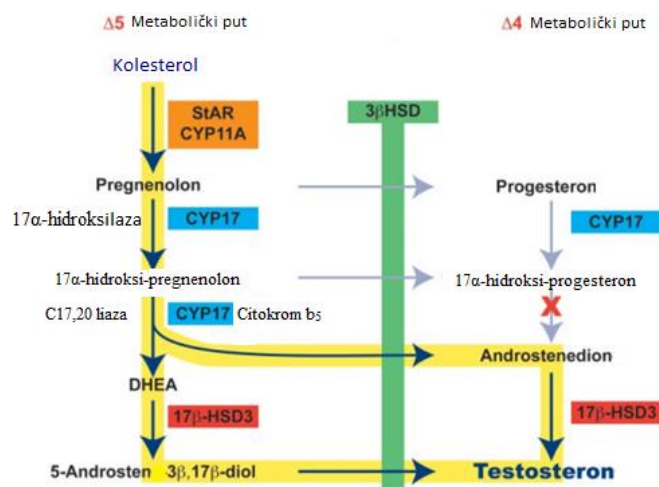 Δ5 Metabolički put
Δ4 Metabolički put
Kolesterol
StAR
CYP11A
3βHSD
Pregnenolon
Progesteron
17α-hidroksilaza
CYP17
CYP17
17α-hidroksi-pregnenolon
17α-hidroksi-progesteron
X
C17,20 liaza
CYP17
Citokrom b₅
Androstenedion
DHEA
17β-HSD3
17β-HSD3
5-Androsten 3β,17β-diol
Testosteron